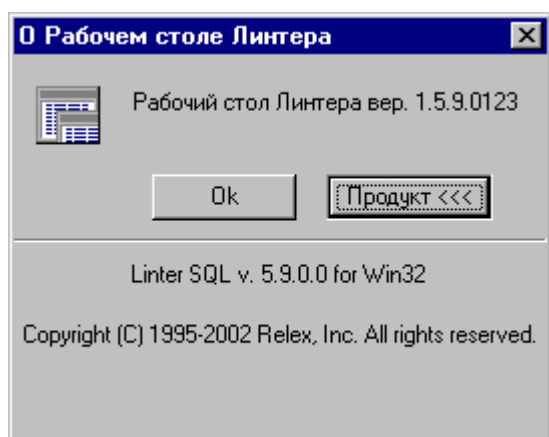 О Рабочем столе Линтера
Рабочий стол Линтера вер. 1.5.9.0123
Ok
Продукт <<<
Linter SQL v. 5.9.0.0 for Win32
Copyright (C) 1995-2002 Relex, Inc. All rights reserved.